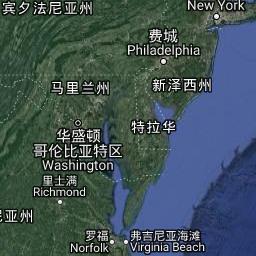 宾夕法尼亚州
New York
费城
Philadelphia
马里兰州
新泽西州
华盛顿
哥伦比亚特区
Washington
特拉华
里士满
Richmond
尼亚州
罗福
Norfolk
弗吉尼亚海滩
Virginia Beach